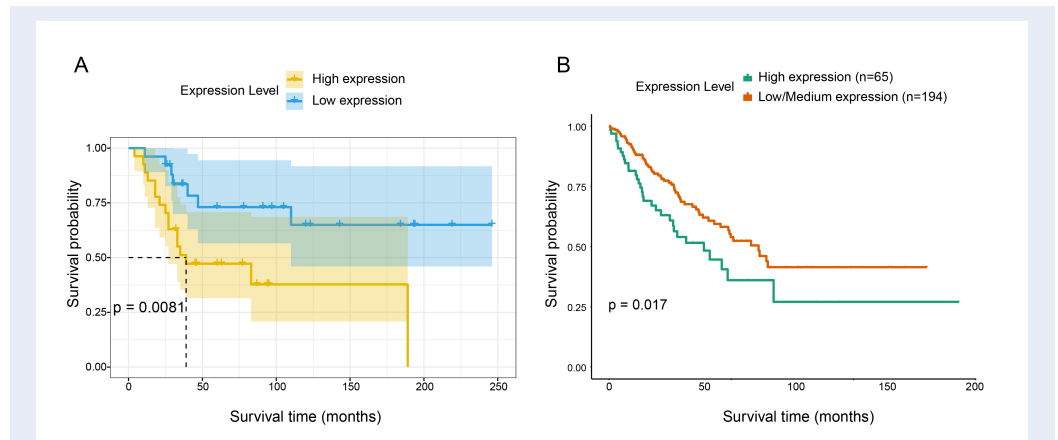 A
Expression Level
High expression
Low expression
Survival probability
1.00
0.75
0.50
0.25
0.00
p = 0.0081
0
50
100
150
200
250
Survival time (months)
B
Expression Level
High expression (n=65)
Low/Medium expression (n=194)
Survival probability
1.00
0.75
0.50
0.25
0.00
p = 0.017
0
50
100
150
200
Survival time (months)